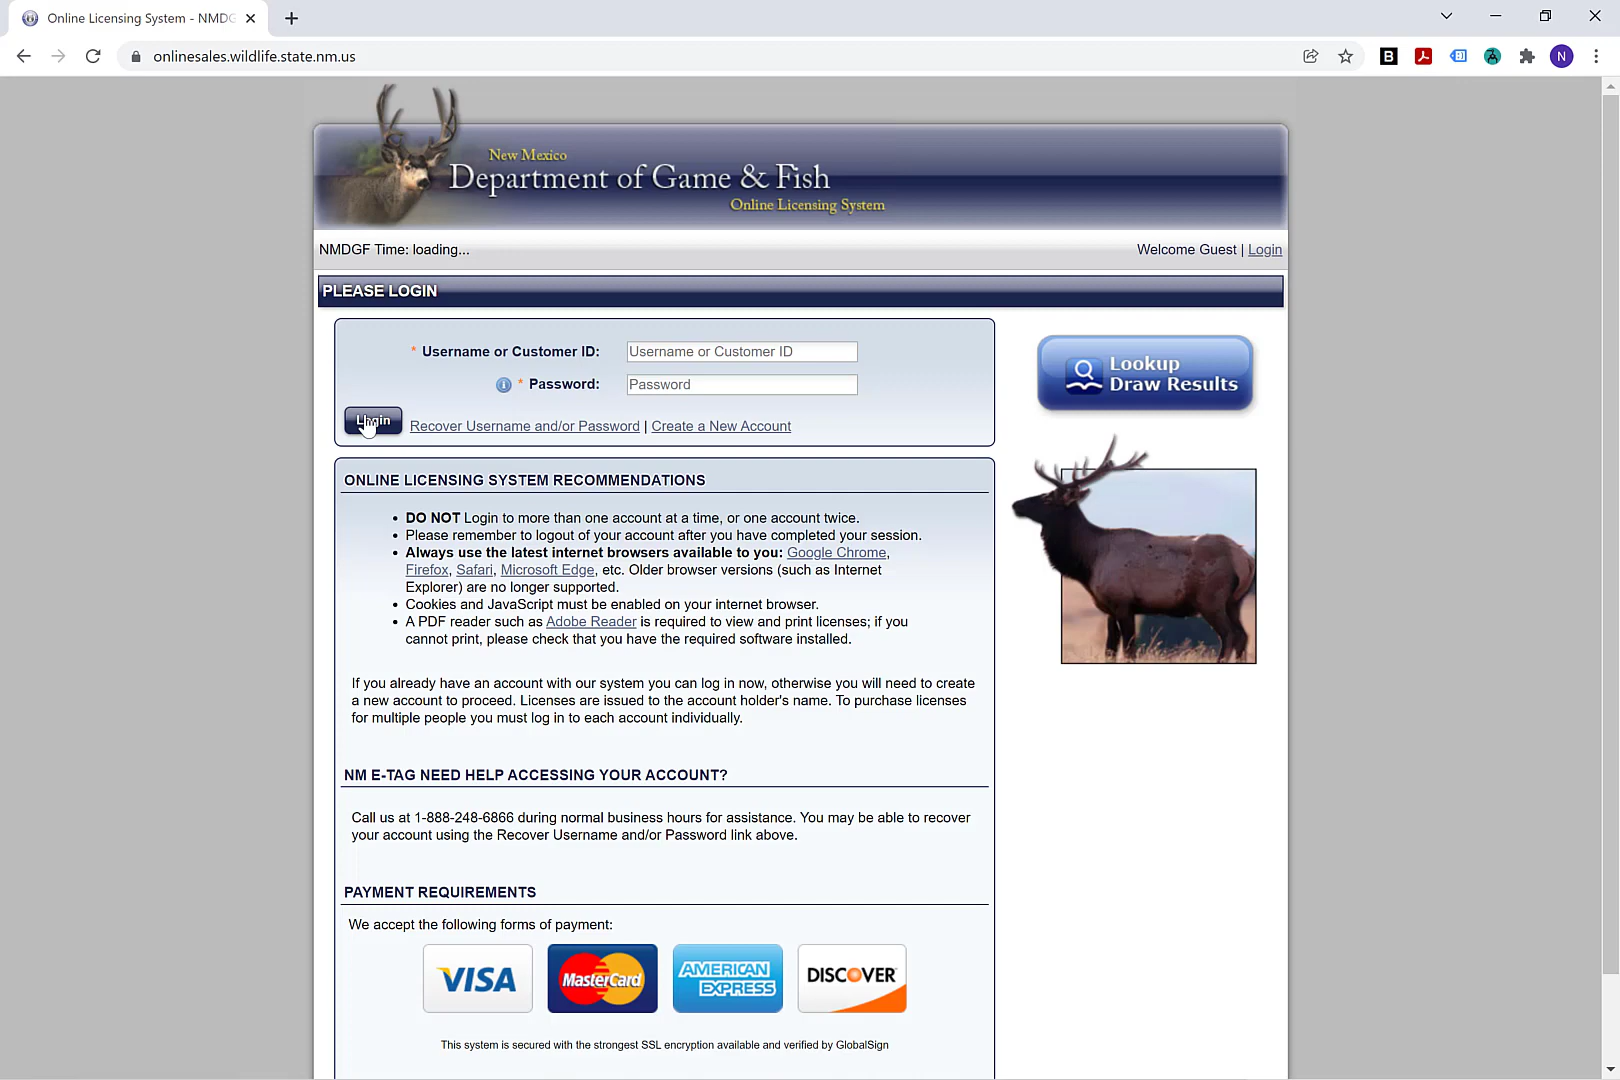 Online Licensing System - NMDG
onlinesales.wildlife.state.nm.us
B
N
New Mexico
Department of Game & Fish
Online Licensing System
NMDGF Time: loading...
Welcome Guest | Login
PLEASE LOGIN
* Username or Customer ID:
Username or Customer ID
* Password:
Password
Login
Recover Username and/or Password | Create a New Account
Lookup
Draw Results
ONLINE LICENSING SYSTEM RECOMMENDATIONS
• DO NOT Login to more than one account at a time, or one account twice.
• Please remember to logout of your account after you have completed your session.
• Always use the latest internet browsers available to you: Google Chrome,
Firefox, Safari, Microsoft Edge, etc. Older browser versions (such as Internet
Explorer) are no longer supported.
• Cookies and JavaScript must be enabled on your internet browser.
• A PDF reader such as Adobe Reader is required to view and print licenses; if you
cannot print, please check that you have the required software installed.
If you already have an account with our system you can log in now, otherwise you will need to create
a new account to proceed. Licenses are issued to the account holder's name. To purchase licenses
for multiple people you must log in to each account individually.
NM E-TAG NEED HELP ACCESSING YOUR ACCOUNT?
Call us at 1-888-248-6866 during normal business hours for assistance. You may be able to recover
your account using the Recover Username and/or Password link above.
PAYMENT REQUIREMENTS
We accept the following forms of payment:
VISA
MasterCard
AMERICAN
EXPRESS
DISCOVER
This system is secured with the strongest SSL encryption available and verified by GlobalSign